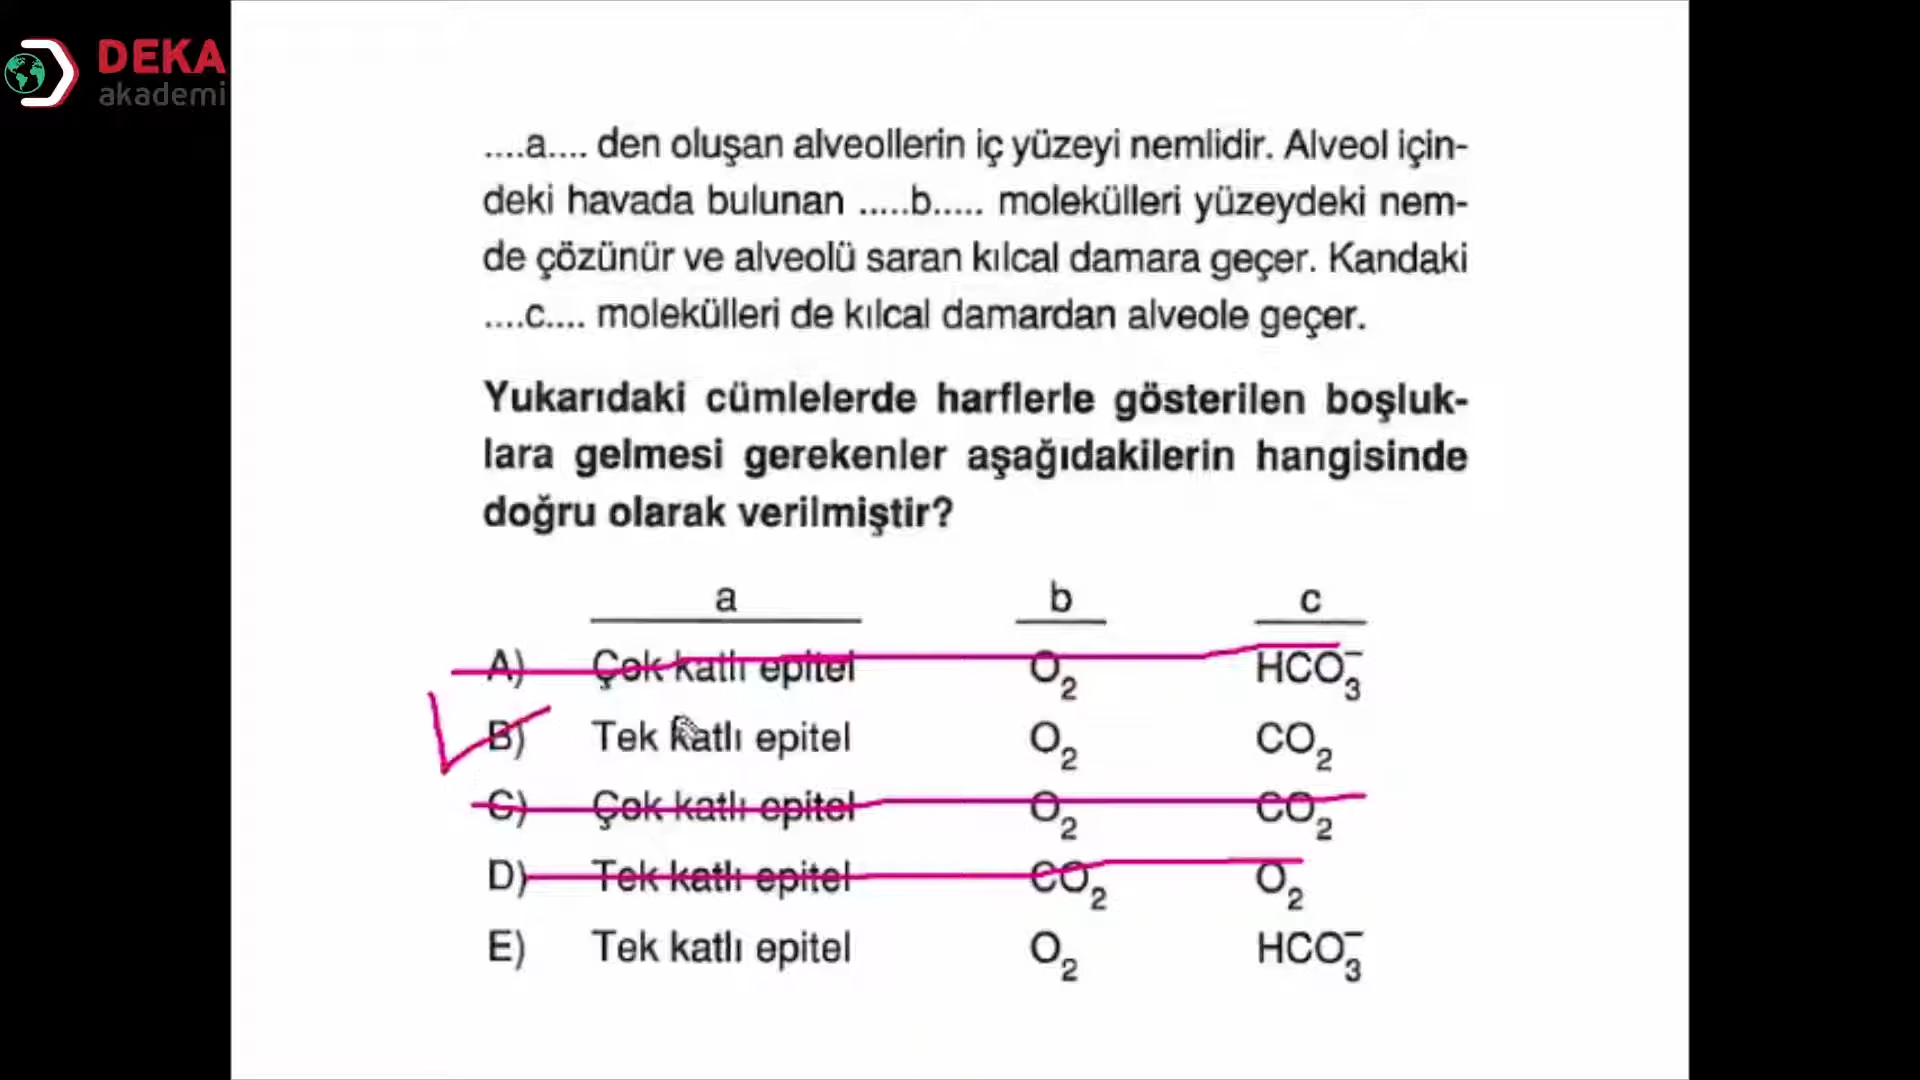 DEKA
akademi
....a.... den oluşan alveollerin iç yüzeyi nemlidir. Alveol için-
deki havada bulunan .....b..... molekülleri yüzeydeki nem-
de çözünür ve alveolü saran kılcal damara geçer. Kandaki
....c.... molekülleri de kılcal damardan alveole geçer.
Yukarıdaki cümlelerde harflerle gösterilen boşluk-
lara gelmesi gerekenler aşağıdakilerin hangisinde
doğru olarak verilmiştir?
a b c
A) Çok katlı epitel O₂ HCO₃⁻
B) Tek katlı epitel O₂ CO₂
C) Çok katlı epitel O₂ CO₂
D) Tek katlı epitel CO₂ O₂
E) Tek katlı epitel O₂ HCO₃⁻